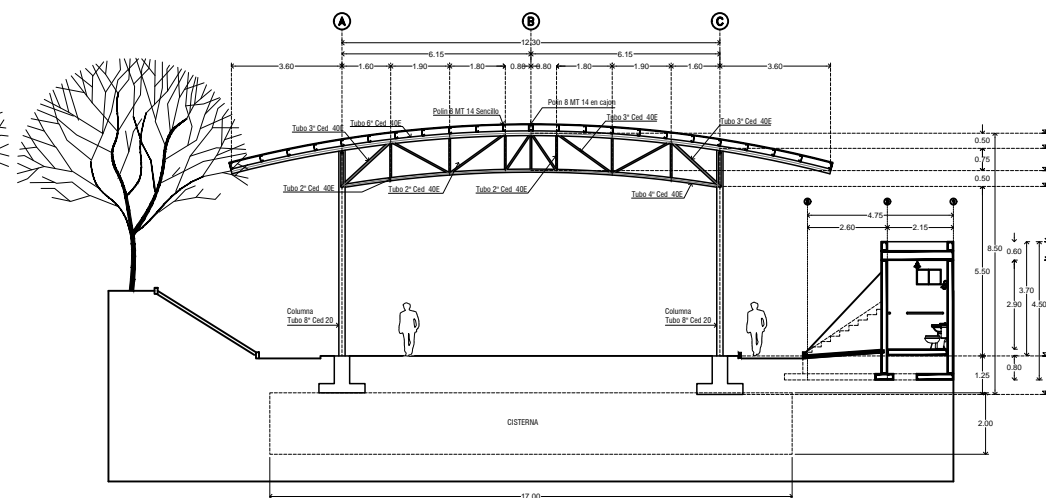 A B C
12.30
6.15 6.15
3.60 1.60 1.90 1.80 0.80 0.80 1.80 1.90 1.60 3.60
Polin 8 MT 14 Sencillo
Polin 8 MT 14 en cajon
Tubo 3" Ced 40E
Tubo 6" Ced 40E
Tubo 3" Ced 40E
Tubo 3" Ced 40E
0.50
0.75
0.50
Tubo 2" Ced 40E
Tubo 2" Ced 40E
Tubo 2" Ced 40E
Tubo 4" Ced 40E
4.75
2.60 2.15
8.50
5.50
0.60
3.70
2.90
4.50
Columna
Tubo 8" Ced 20
Columna
Tubo 8" Ced 20
0.80
1.25
CISTERNA
2.00
17.00